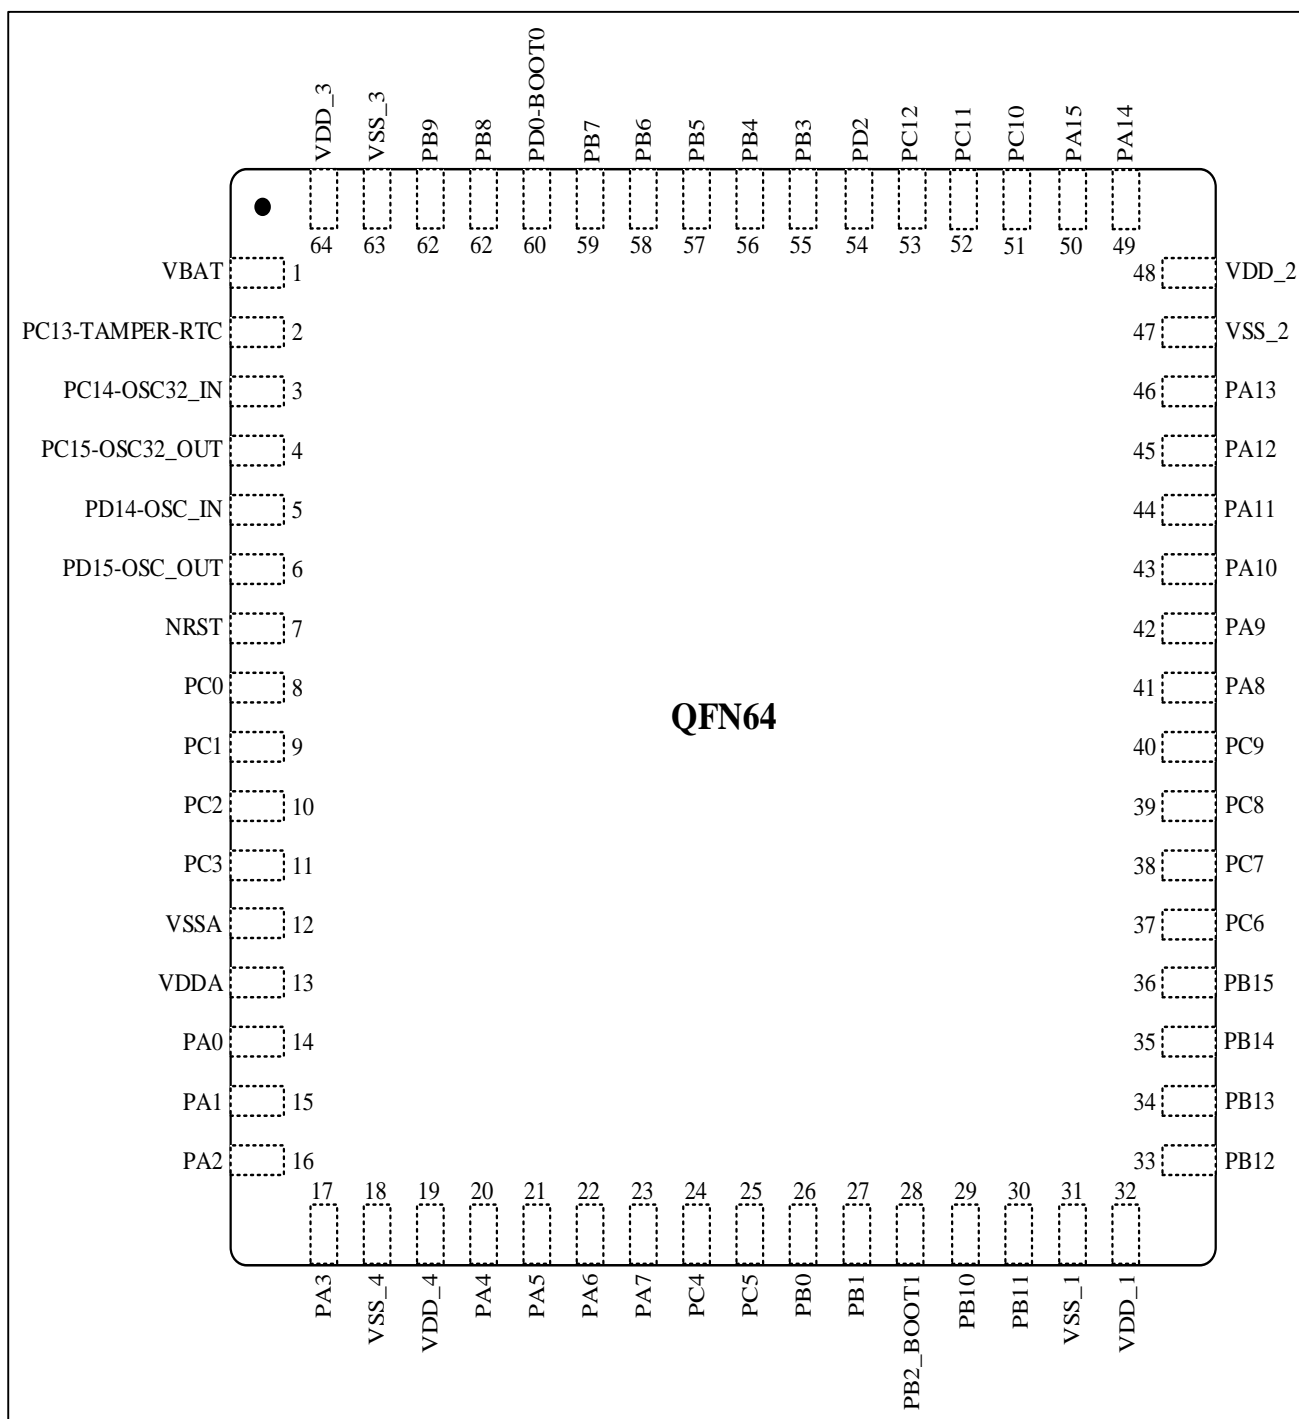 VDD_3 VSS_3 PB9 PB8 PD0-BOOT0 PB7 PB6 PB5 PB4 PB3 PD2 PC12 PC11 PC10 PA15 PA14
64 63 62 62 60 59 58 57 56 55 54 53 52 51 50 49
VBAT 1 48 VDD_2
PC13-TAMPER-RTC 2 47 VSS_2
PC14-OSC32_IN 3 46 PA13
PC15-OSC32_OUT 4 45 PA12
PD14-OSC_IN 5 44 PA11
PD15-OSC_OUT 6 43 PA10
NRST 7 42 PA9
PC0 8 41 PA8
QFN64
PC1 9 40 PC9
PC2 10 39 PC8
PC3 11 38 PC7
VSSA 12 37 PC6
VDDA 13 36 PB15
PA0 14 35 PB14
PA1 15 34 PB13
PA2 16 33 PB12
17 18 19 20 21 22 23 24 25 26 27 28 29 30 31 32
PA3 VSS_4 VDD_4 PA4 PA5 PA6 PA7 PC4 PC5 PB0 PB1 PB2_BOOT1 PB10 PB11 VSS_1 VDD_1